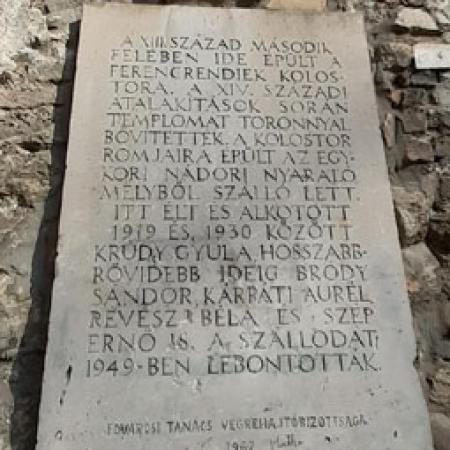 A XIII. SZÁZAD MÁSODIK
FELÉBEN IDE ÉPÜLT A
FERENCRENDIEK KOLOS-
TORA. A XIV. SZÁZADI
ÁTALAKÍTÁSOK SORÁN
TEMPLOMÁT TORONNYAL
BŐVÍTETTÉK. A KOLOSTOR
ROMJAIRA ÉPÜLT AZ EGY-
KORI NÁDORI NYARALÓ
MELYBŐL SZÁLLÓ LETT.
ITT ÉLT ÉS ALKOTOTT
1919 ÉS, 1930 KÖZÖTT
KRÚDY GYULA, HOSSZABB-
RÖVIDEBB IDEIG BRÓDY
SÁNDOR, KÁRPÁTI AURÉL
RÉVÉSZ BÉLA ÉS SZÉP
ERNŐ IS. A SZÁLLODÁT
1949-BEN LEBONTOTTÁK.
FŐVÁROSI TANÁCS VÉGREHAJTÓBIZOTTSÁGA